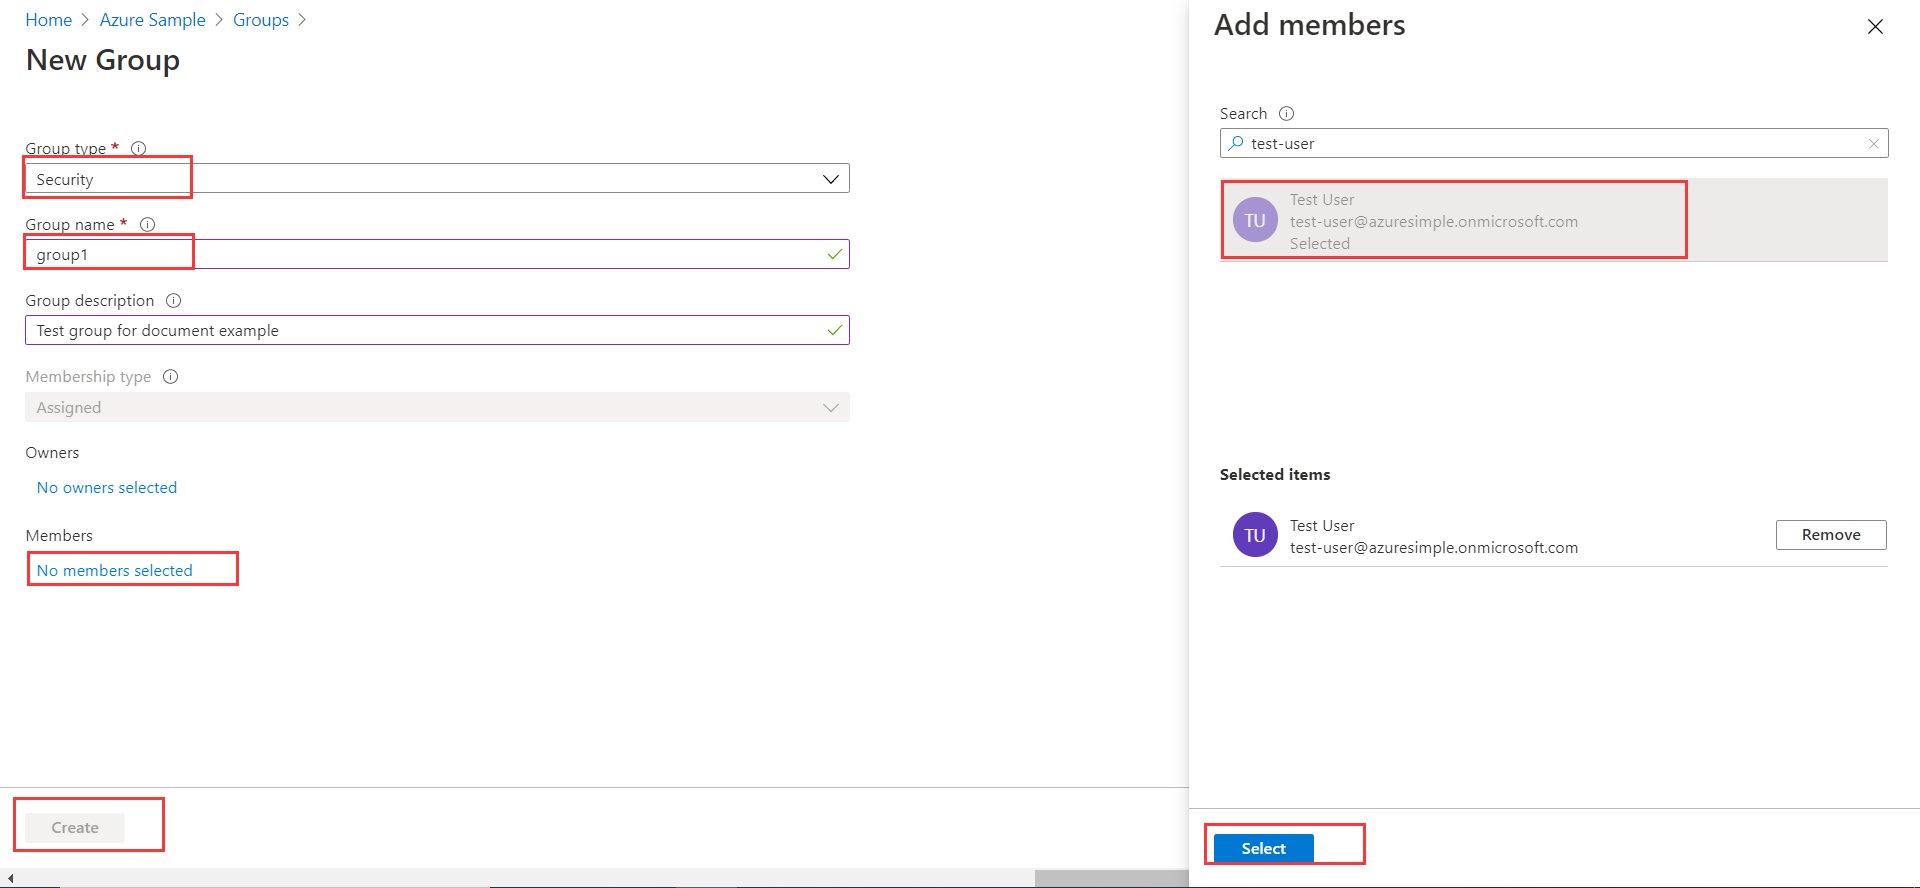 Home > Azure Sample > Groups >
New Group
Group type *
Security
Group name *
group1
Group description
Test group for document example
Membership type
Assigned
Owners
No owners selected
Members
No members selected
Create
Add members
Search
test-user
TU
Test User
test-user@azuresimple.onmicrosoft.com
Selected
Selected items
TU
Test User
test-user@azuresimple.onmicrosoft.com
Remove
Select